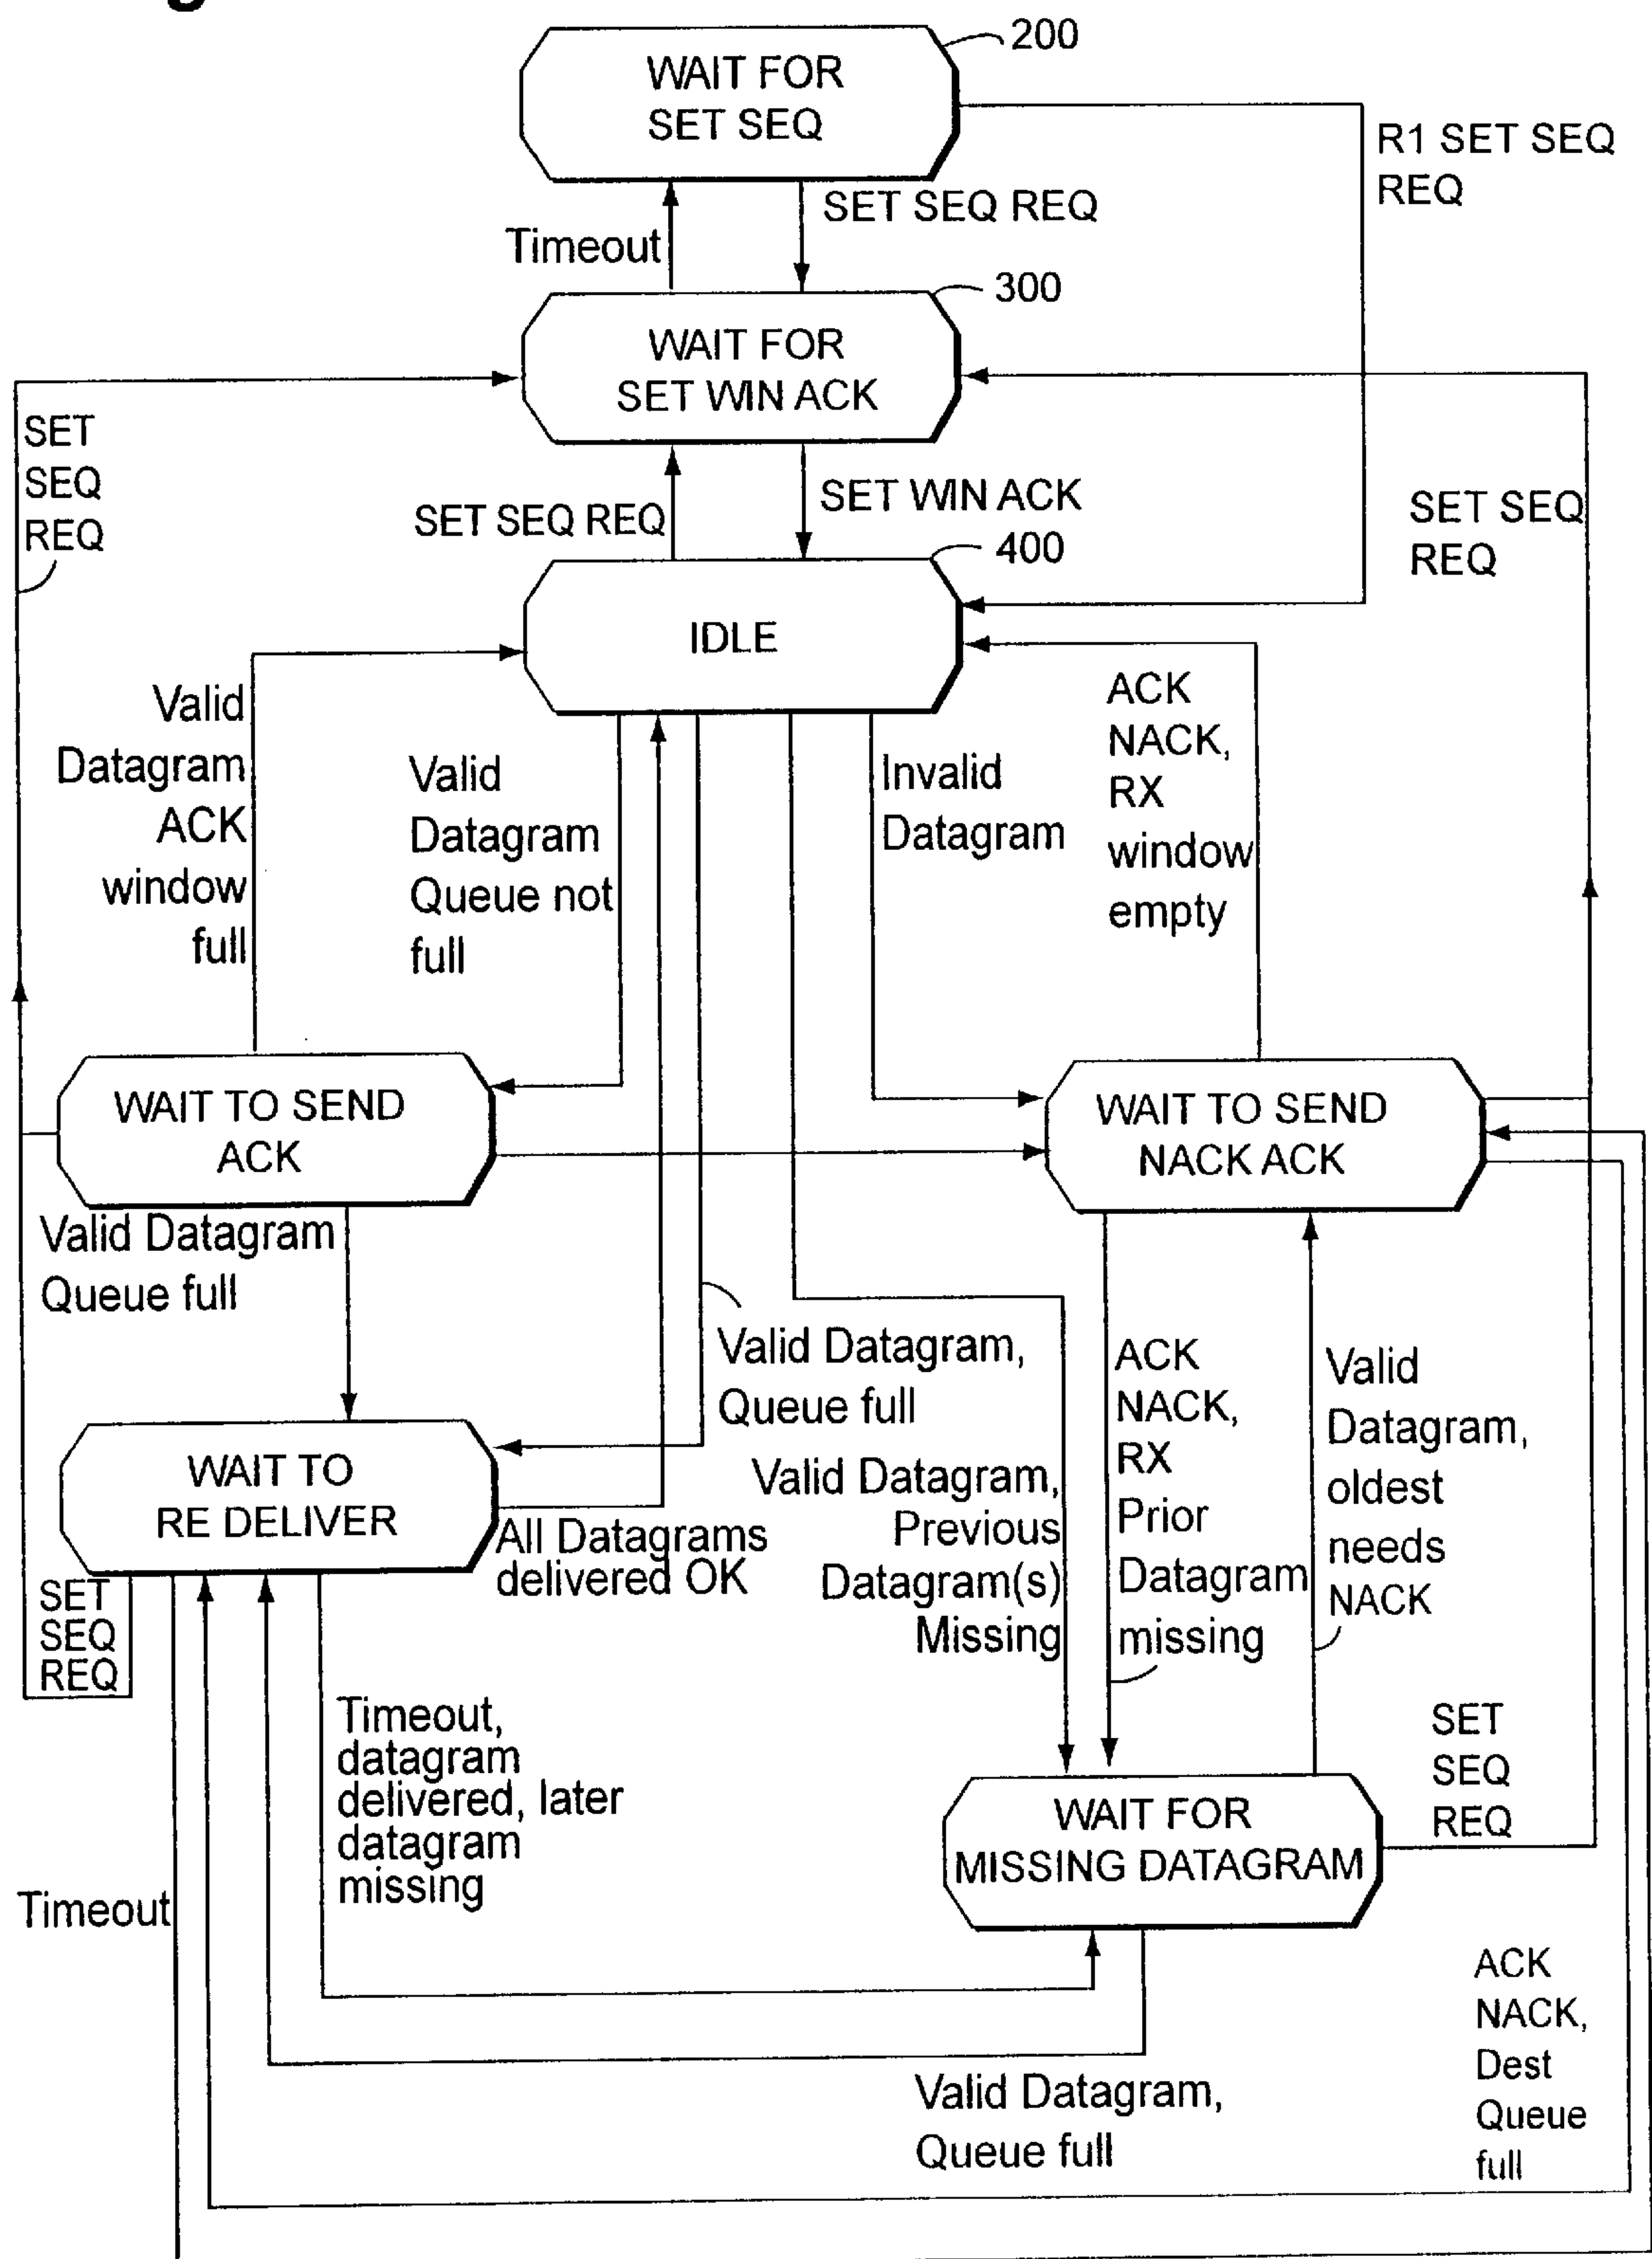 200
WAIT FOR
SET SEQ
R1 SET SEQ
REQ
SET SEQ REQ
Timeout
300
WAIT FOR
SET WIN ACK
SET
SEQ
REQ
SET SEQ REQ
SET WIN ACK
SET SEQ
REQ
400
IDLE
Valid
Datagram
ACK
window
full
Valid
Datagram
Queue not
full
Invalid
Datagram
ACK
NACK,
RX
window
empty
WAIT TO SEND
ACK
WAIT TO SEND
NACK ACK
Valid Datagram
Queue full
Valid Datagram,
Queue full
ACK
NACK,
RX
Prior
Datagram
missing
Valid
Datagram,
oldest
needs
NACK
WAIT TO
RE DELIVER
All Datagrams
delivered OK
Valid Datagram,
Previous
Datagram(s)
Missing
SET
SEQ
REQ
Timeout,
datagram
delivered, later
datagram
missing
SET
SEQ
REQ
WAIT FOR
MISSING DATAGRAM
Timeout
Valid Datagram,
Queue full
ACK
NACK,
Dest
Queue
full